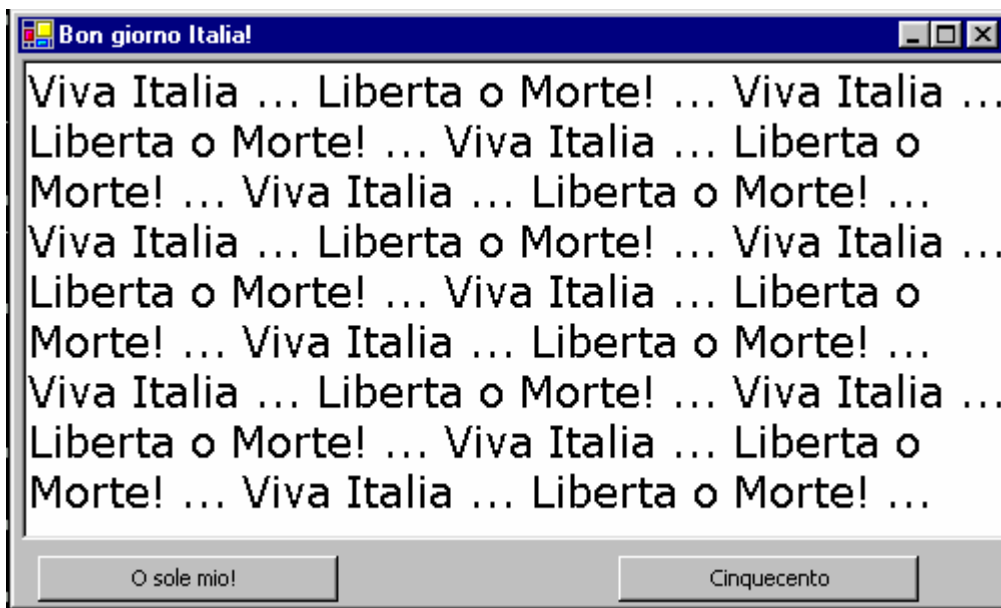 Bon giorno Italia!
Viva Italia ... Liberta o Morte! ... Viva Italia ...
Liberta o Morte! ... Viva Italia ... Liberta o
Morte! ... Viva Italia ... Liberta o Morte! ...
Viva Italia ... Liberta o Morte! ... Viva Italia ...
Liberta o Morte! ... Viva Italia ... Liberta o
Morte! ... Viva Italia ... Liberta o Morte! ...
Viva Italia ... Liberta o Morte! ... Viva Italia ...
Liberta o Morte! ... Viva Italia ... Liberta o
Morte! ... Viva Italia ... Liberta o Morte! ...
O sole mio! Cinquecento